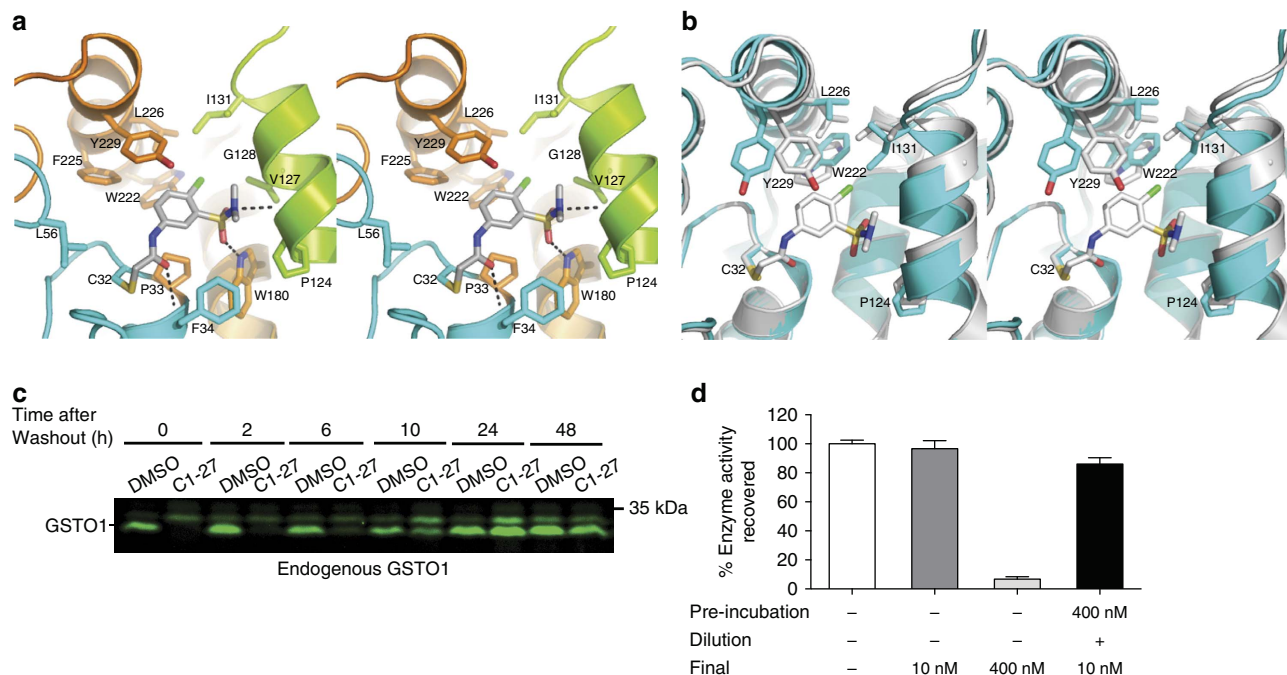 a
L226
I131
Y229
G128
F225
V127
W222
L56
C32
P33
P124
W180
F34
L226
I131
Y229
G128
F225
V127
W222
L56
C32
P33
P124
W180
F34
b
L226
I131
Y229
W222
C32
P124
L226
I131
Y229
W222
C32
P124
c
Time after
Washout (h)
0 2 6 10 24 48
DMSO C1-27 DMSO C1-27 DMSO C1-27 DMSO C1-27 DMSO C1-27 DMSO C1-27
35 kDa
GSTO1
Endogenous GSTO1
d
% Enzyme activity
recovered
120
100
80
60
40
20
0
Pre-incubation – – – 400 nM
Dilution – – – +
Final – 10 nM 400 nM 10 nM